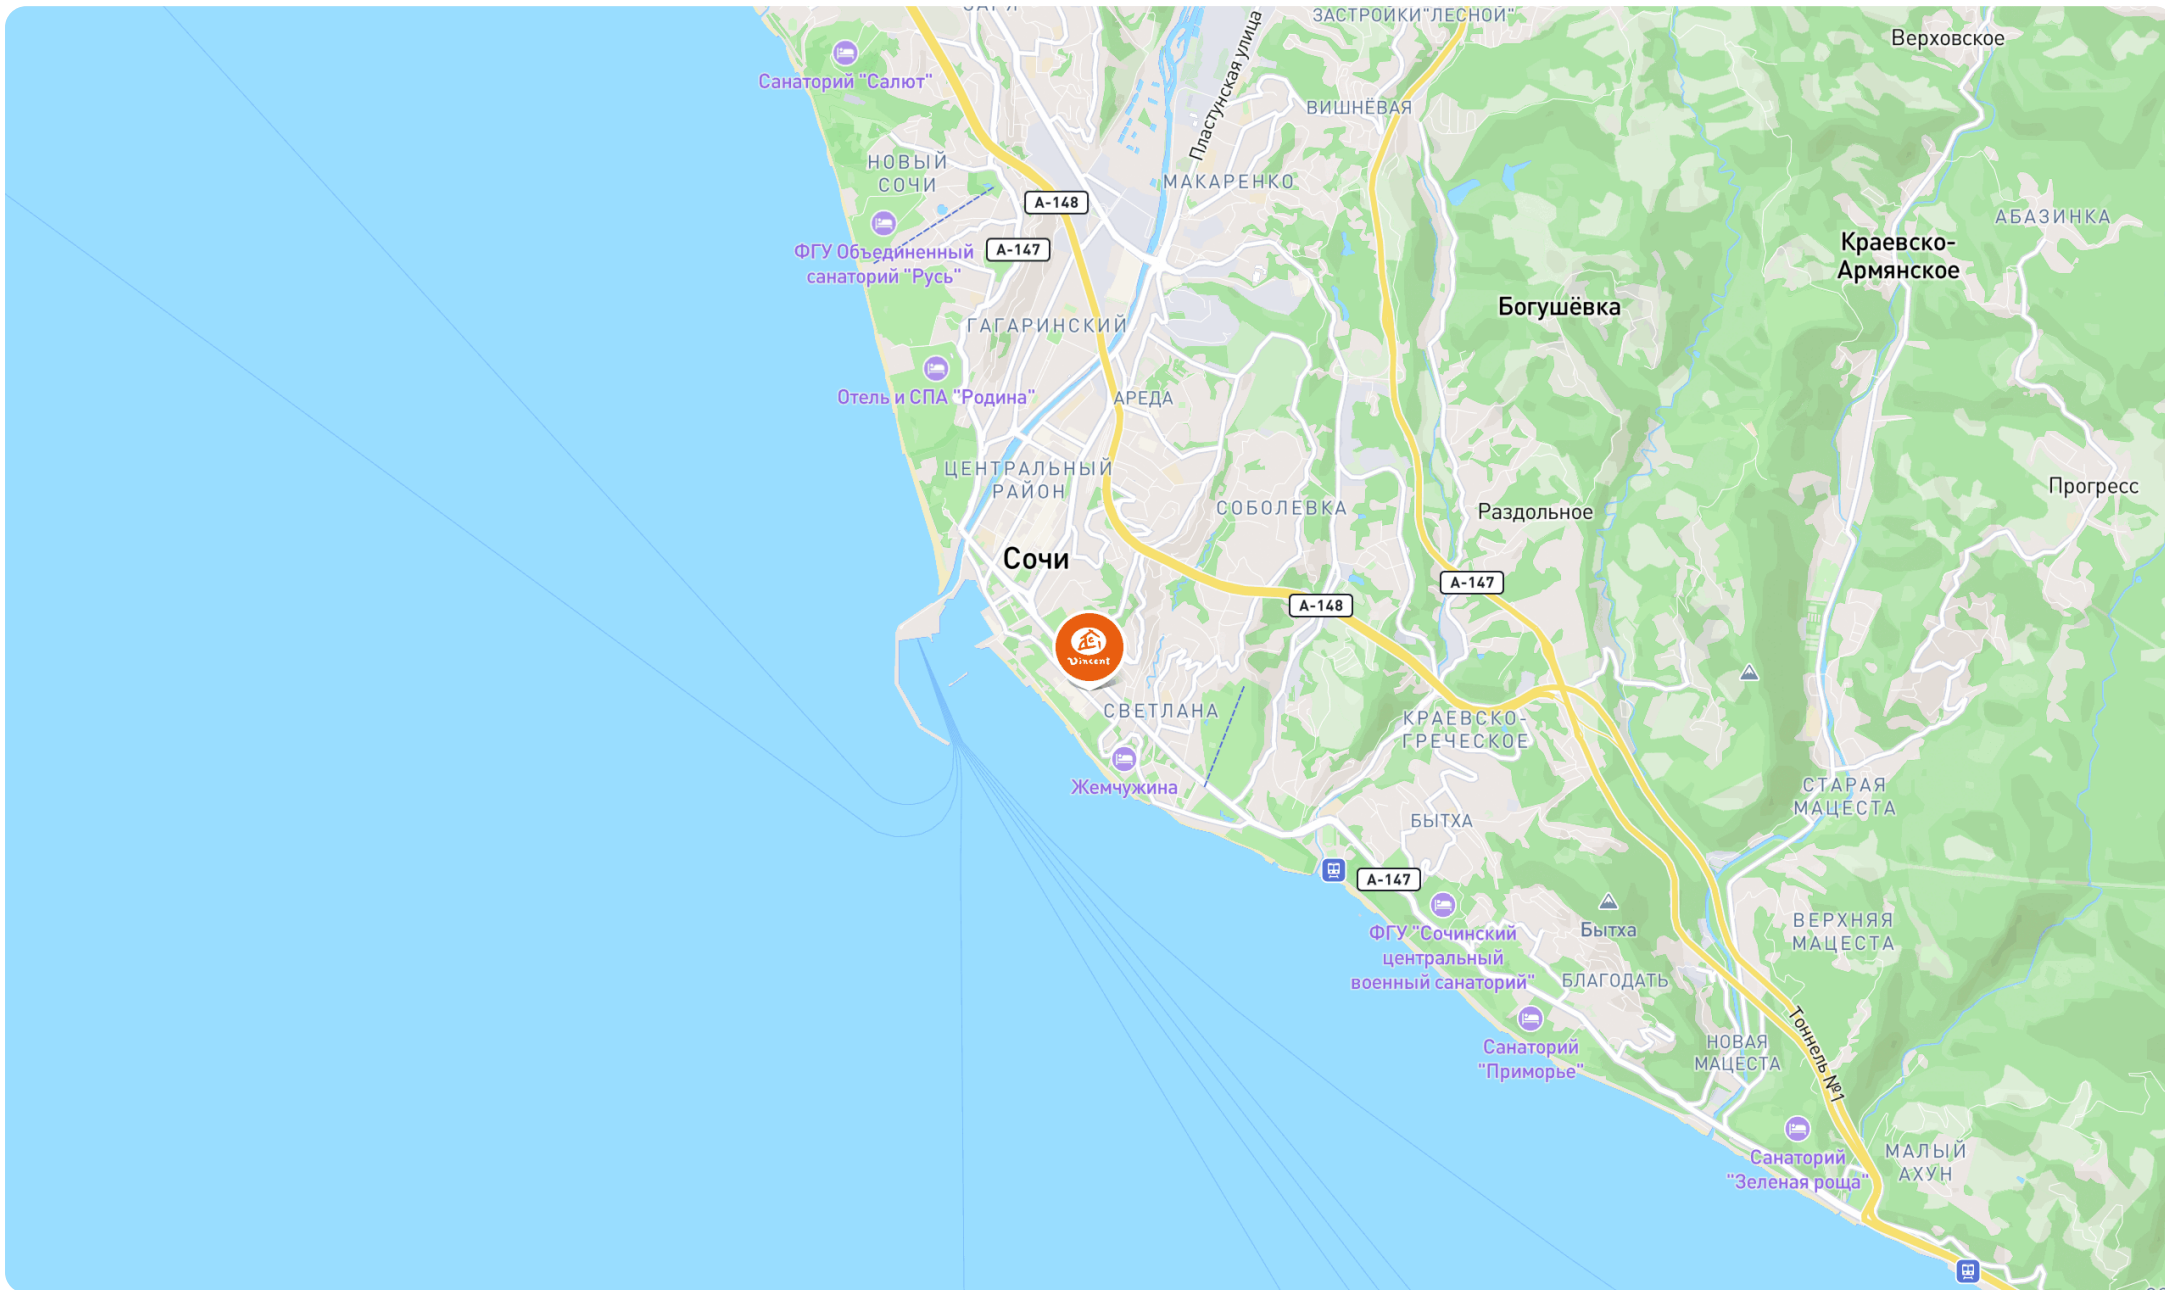 ЗАРЯ
ЗАСТРОЙКИ"ЛЕСНОЙ"
Верховское
Санаторий "Салют"
Пластунская улица
ВИШНЁВАЯ
НОВЫЙ
СОЧИ
МАКАРЕНКО
А-148
АБАЗИНКА
ФГУ Объединенный
санаторий "Русь"
А-147
Краевско-
Армянское
Богушёвка
ГАГАРИНСКИЙ
Отель и СПА "Родина"
АРЕДА
ЦЕНТРАЛЬНЫЙ
РАЙОН
СОБОЛЕВКА
Раздольное
Прогресс
Сочи
А-147
А-148
Vincent
СВЕТЛАНА
КРАЕВСКО-
ГРЕЧЕСКОЕ
Жемчужина
СТАРАЯ
МАЦЕСТА
БЫТХА
А-147
ФГУ "Сочинский
центральный
военный санаторий"
Бытха
ВЕРХНЯЯ
МАЦЕСТА
БЛАГОДАТЬ
Санаторий
"Приморье"
НОВАЯ
МАЦЕСТА
Тоннель №1
Санаторий
"Зеленая роща"
МАЛЫЙ
АХУН